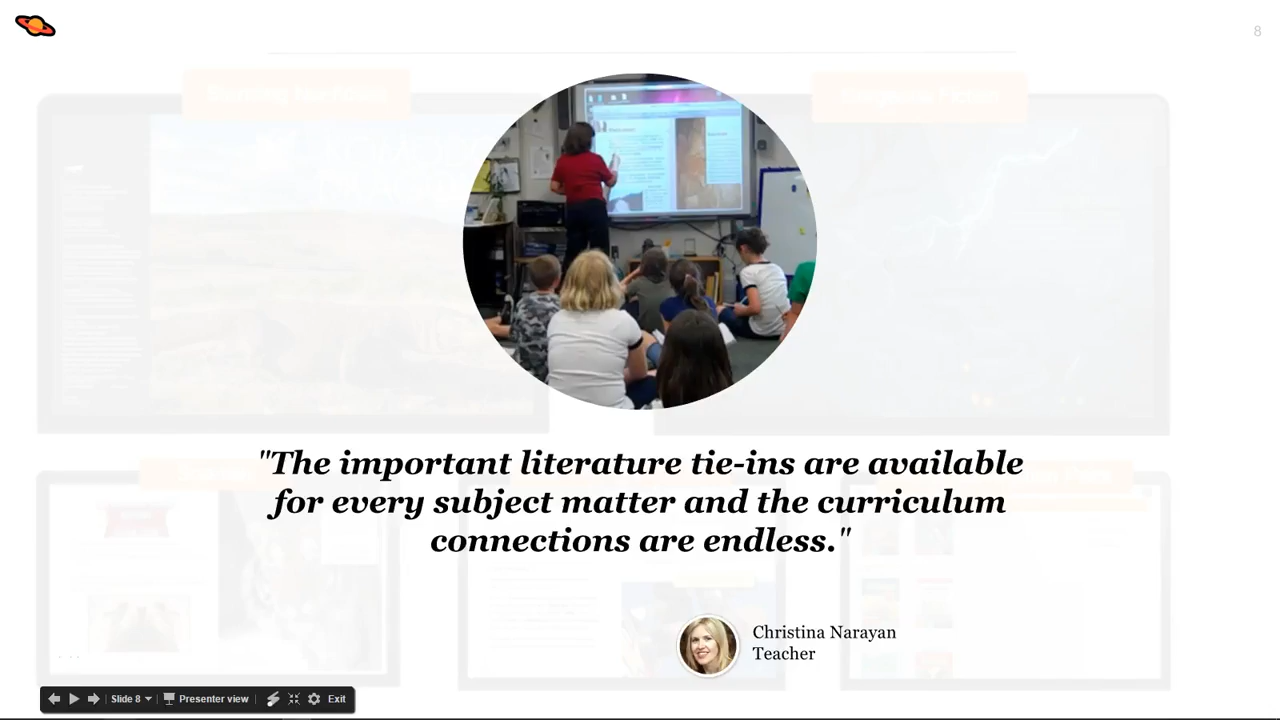 8
"The important literature tie-ins are available
for every subject matter and the curriculum
connections are endless."
Christina Narayan
Teacher
Slide 8
Presenter view
Exit